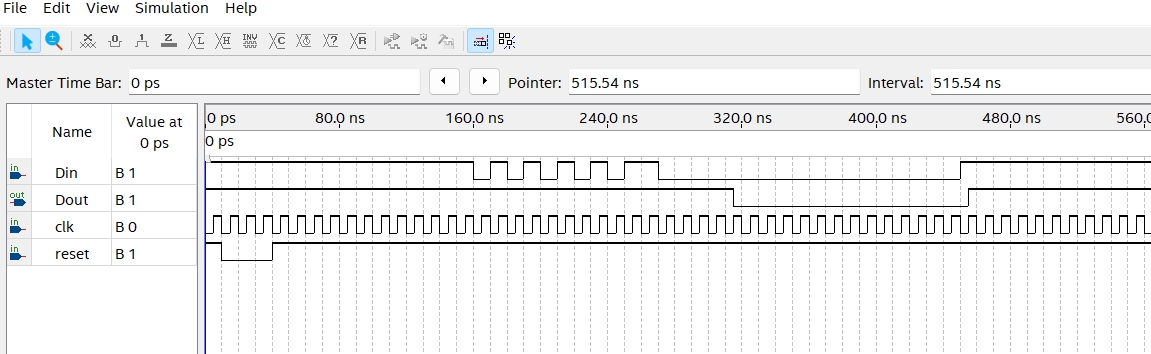 File Edit View Simulation Help
Master Time Bar: 0 ps Pointer: 515.54 ns Interval: 515.54 ns
Name Value at 0 ps
0 ps 80.0 ns 160.0 ns 240.0 ns 320.0 ns 400.0 ns 480.0 ns 560.0
0 ps
in Din B 1
out Dout B 1
in clk B 0
in reset B 1